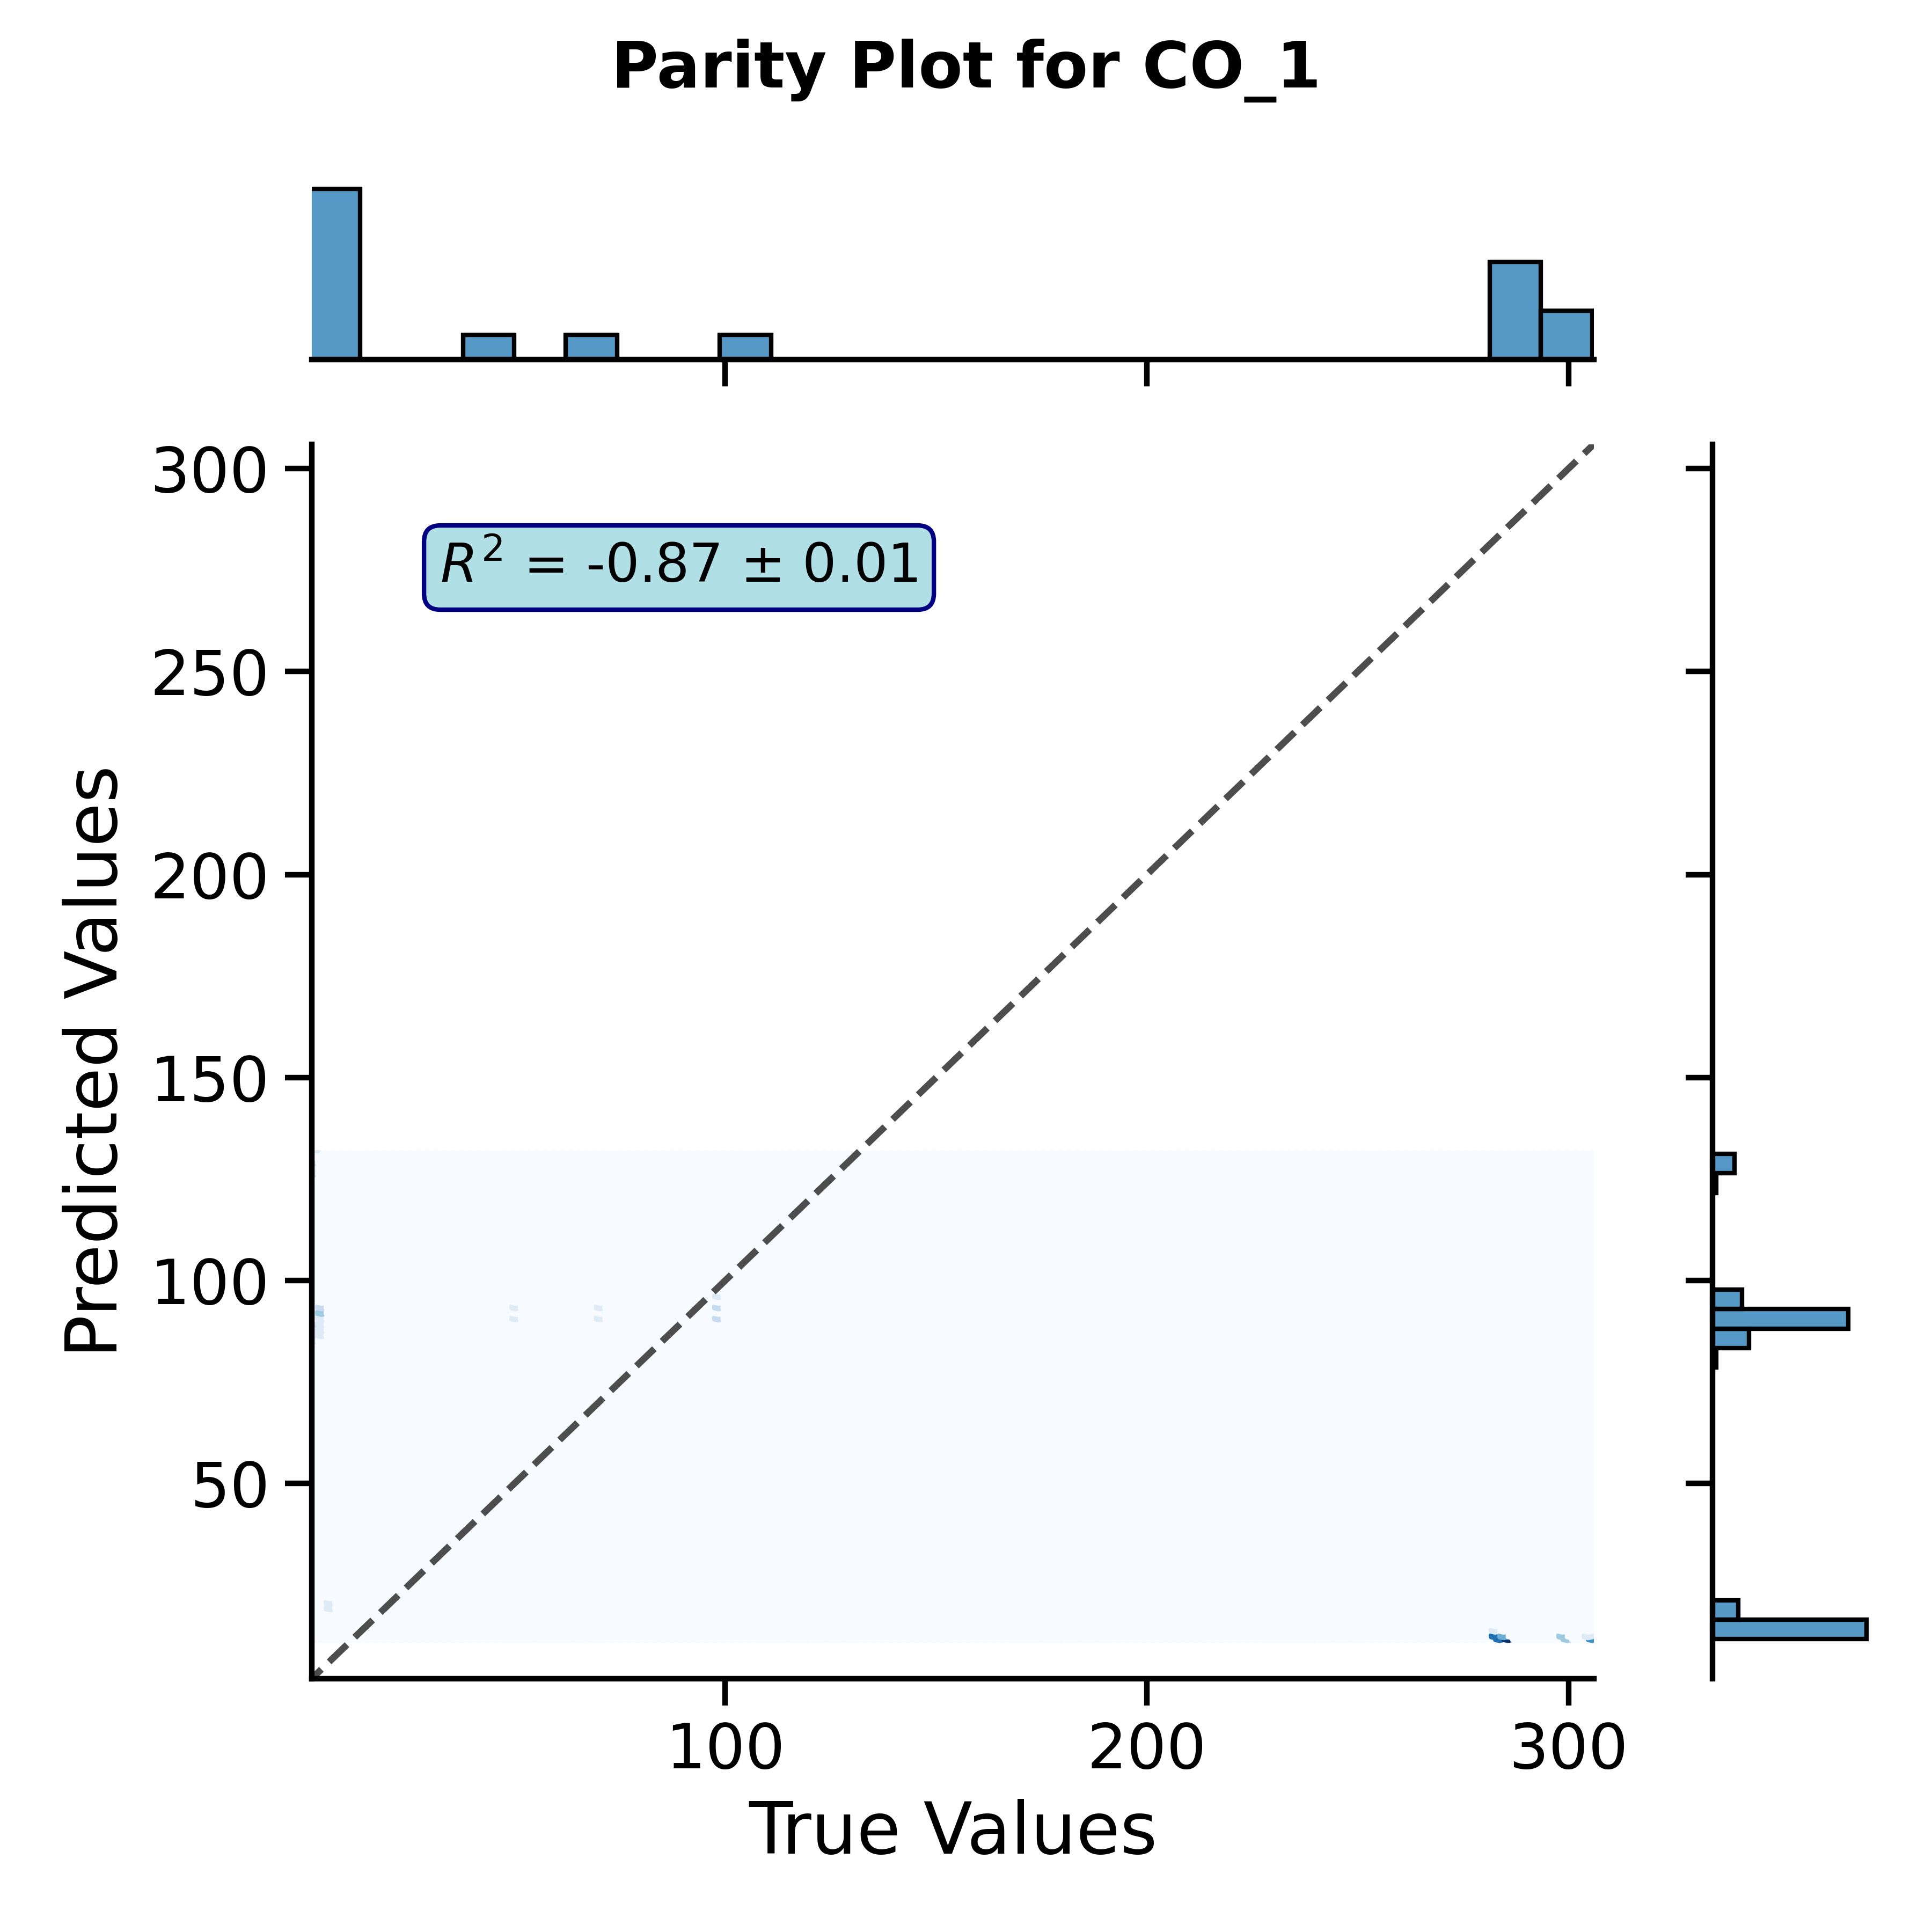 Parity Plot for CO_1
R² = -0.87 ± 0.01
Predicted Values
300
250
200
150
100
50
100 200 300
True Values